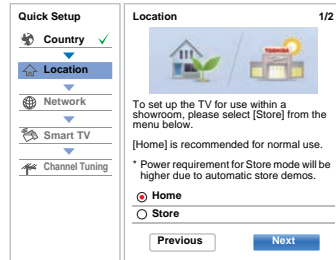 Quick Setup
Country
Location
Network
Smart TV
Channel Tuning
Location 1/2
TOSHIBA
To set up the TV for use within a
showroom, please select [Store] from the
menu below.
[Home] is recommended for normal use.
* Power requirement for Store mode will be
higher due to automatic store demos.
Home
Store
Previous Next